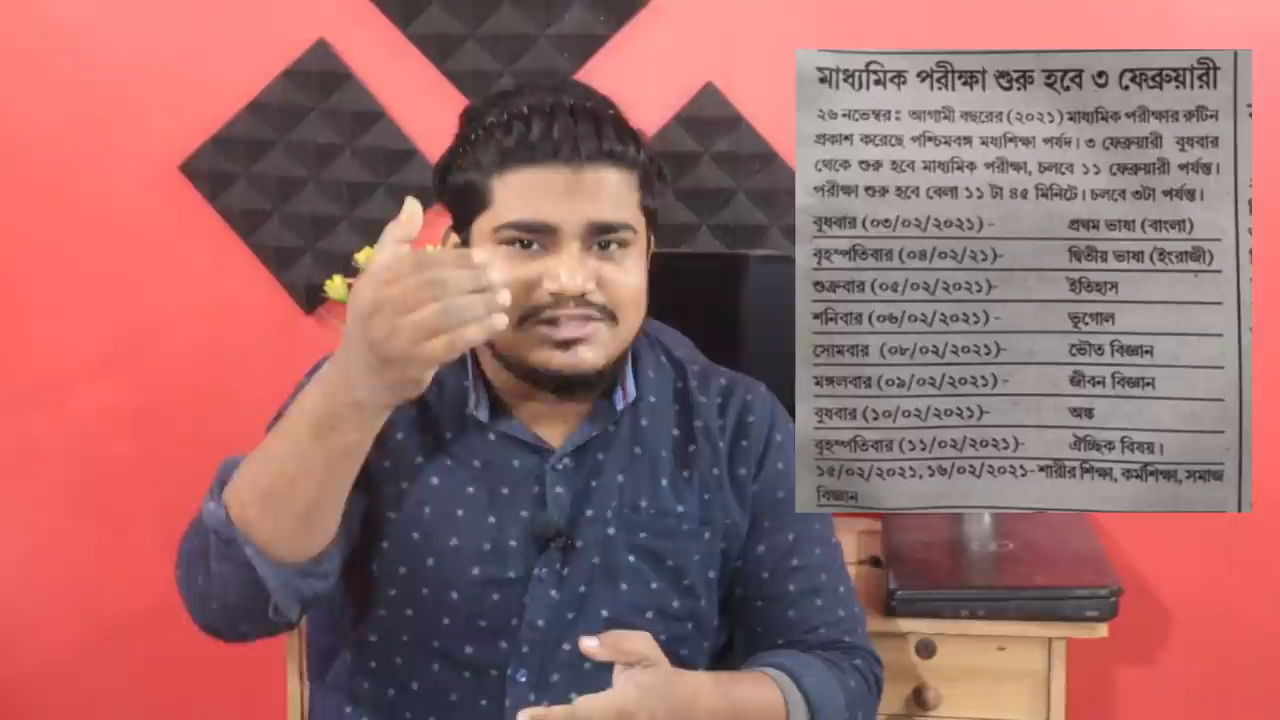 মাধ্যমিক পরীক্ষা শুরু হবে ৩ ফেব্রুয়ারী
২৬ নভেম্বর: আগামী বছরের (২০২১) মাধ্যমিক পরীক্ষার রুটিন
প্রকাশ করেছে পশ্চিমবঙ্গ মধ্যশিক্ষা পর্ষদ। ৩ ফেব্রুয়ারী বুধবার
থেকে শুরু হবে মাধ্যমিক পরীক্ষা, চলবে ১১ ফেব্রুয়ারী পর্যন্ত।
পরীক্ষা শুরু হবে বেলা ১১ টা ৪৫ মিনিটে। চলবে ৩টা পর্যন্ত।
বুধবার (০৩/০২/২০২১) - প্রথম ভাষা (বাংলা)
বৃহস্পতিবার (০৪/০২/২১)- দ্বিতীয় ভাষা (ইংরাজী)
শুক্রবার (০৫/০২/২০২১)- ইতিহাস
শনিবার (০৬/০২/২০২১) - ভূগোল
সোমবার (০৮/০২/২০২১)- ভৌত বিজ্ঞান
মঙ্গলবার (০৯/০২/২০২১) - জীবন বিজ্ঞান
বুধবার (১০/০২/২০২১)- অঙ্ক
বৃহস্পতিবার (১১/০২/২০২১)- ঐচ্ছিক বিষয়।
১৫/০২/২০২১, ১৬/০২/২০২১- শারীর শিক্ষা, কর্মশিক্ষা, সমাজ
বিজ্ঞান